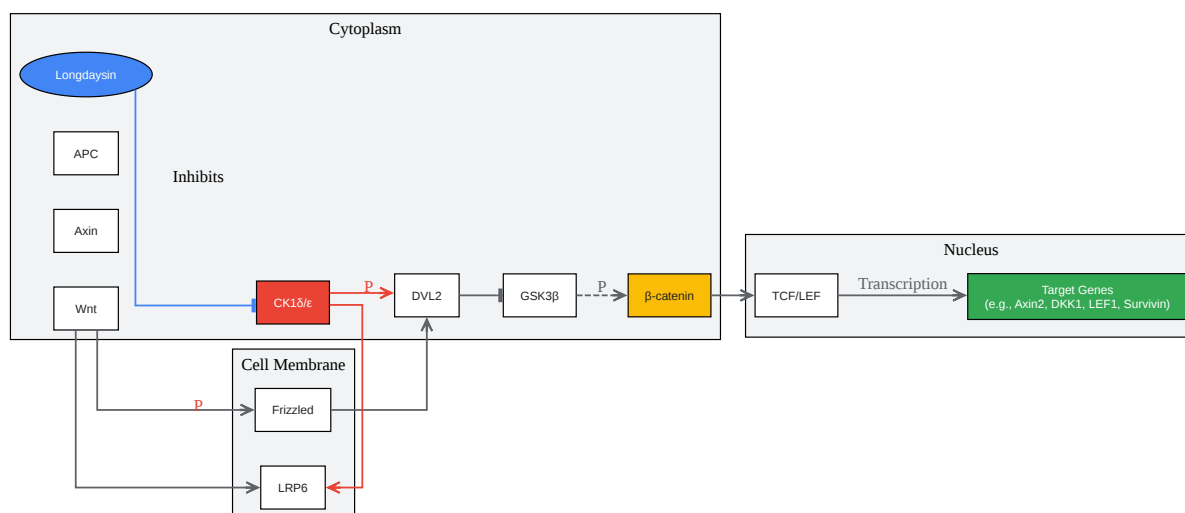 Cytoplasm
Longdaysin
APC
Inhibits
Axin
Wnt
CK1δ/ε
P
DVL2
GSK3β
P
β-catenin
Nucleus
TCF/LEF
Transcription
Target Genes
(e.g., Axin2, DKK1, LEF1, Survivin)
Cell Membrane
P
Frizzled
LRP6